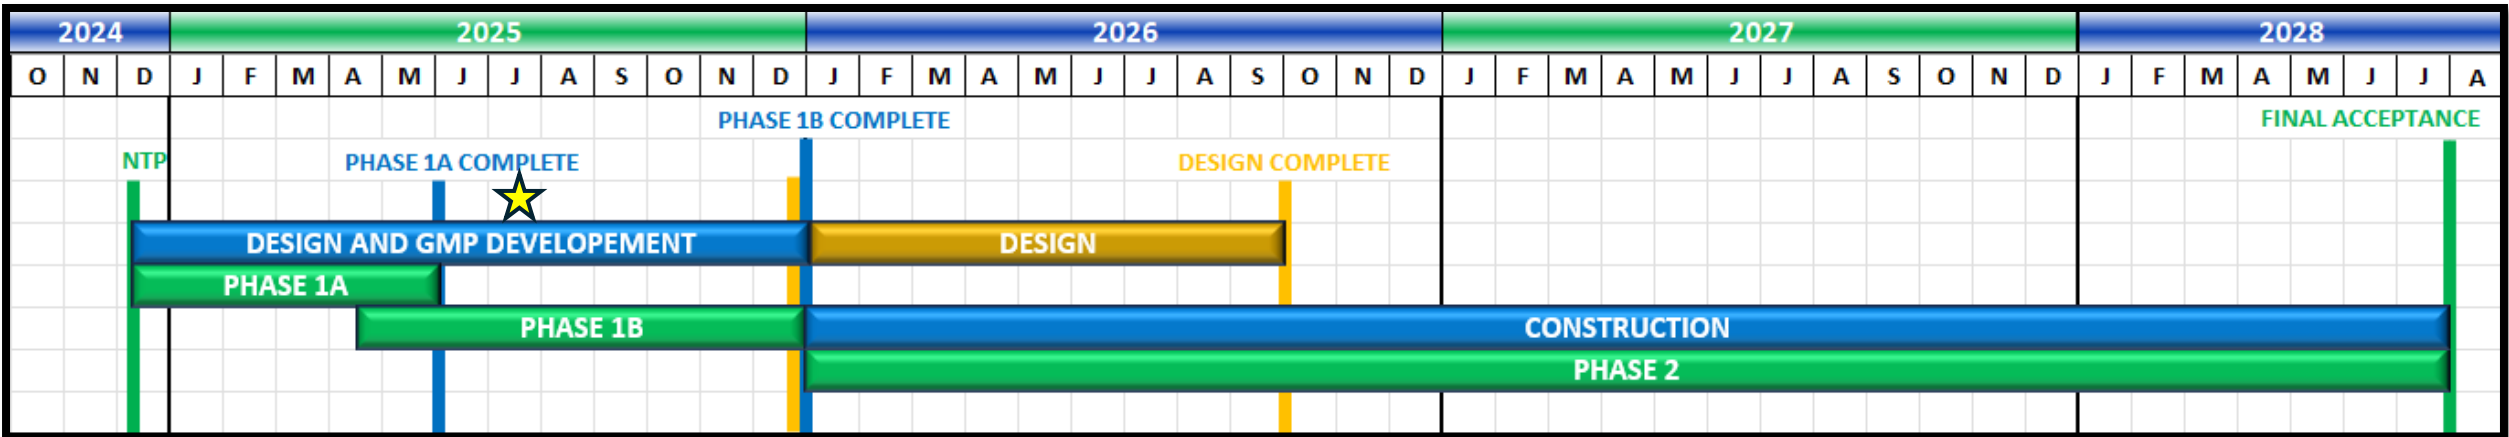 2024 2025 2026 2027 2028
O N D J F M A M J J A S O N D J F M A M J J A S O N D J F M A M J J A S O N D J F M A M J J A
PHASE 1B COMPLETE FINAL ACCEPTANCE
NTP PHASE 1A COMPLETE DESIGN COMPLETE
DESIGN AND GMP DEVELOPEMENT DESIGN
PHASE 1A
PHASE 1B CONSTRUCTION
PHASE 2